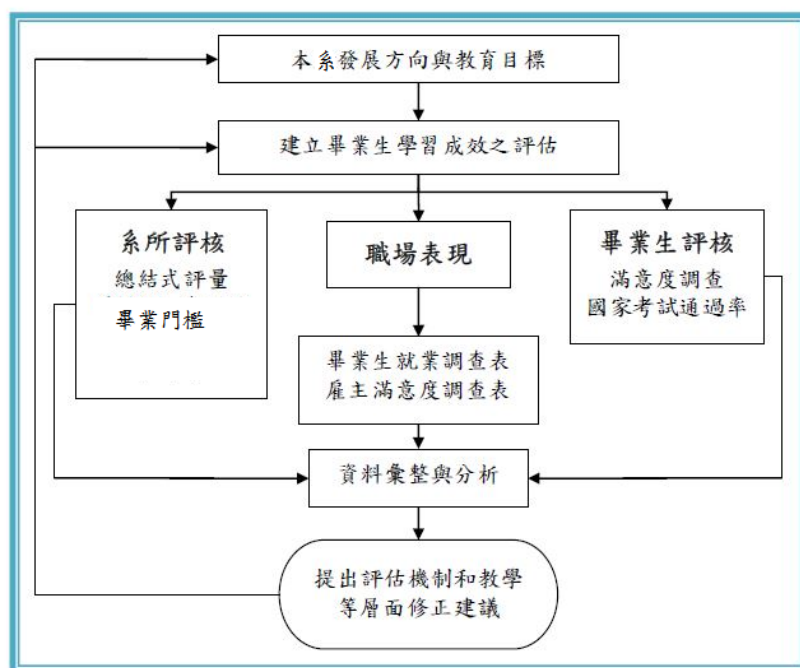 本系發展方向與教育目標
建立畢業生學習成效之評估
系所評核
總結式評量
畢業門檻
職場表現
畢業生評核
滿意度調查
國家考試通過率
畢業生就業調查表
雇主滿意度調查表
資料彙整與分析
提出評估機制和教學
等層面修正建議